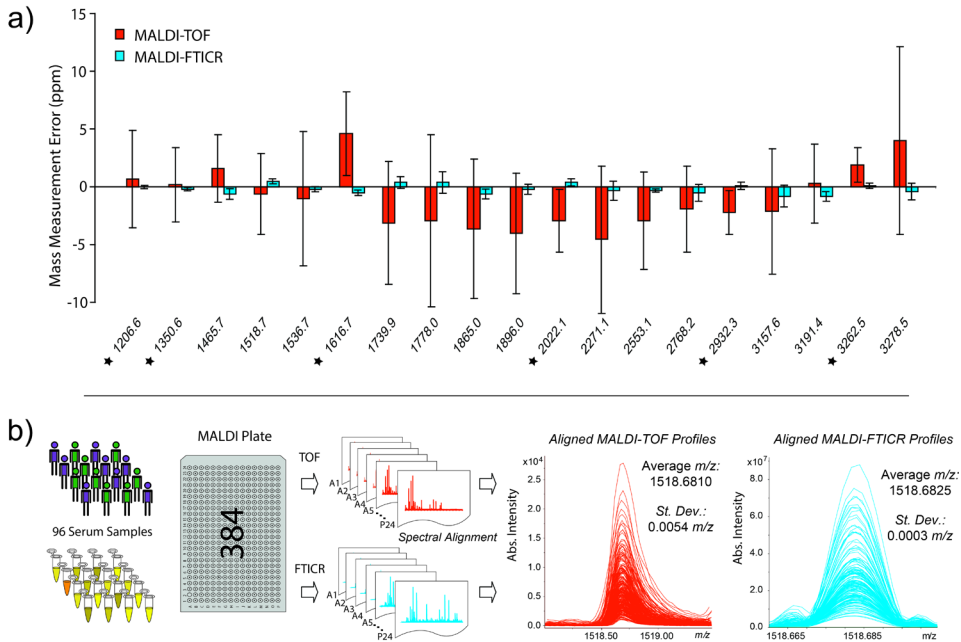 a)
15
10
5
0
-5
-10
Mass Measurement Error (ppm)
MALDI-TOF
MALDI-FTICR
★ 1206.6
★ 1350.6
1465.7
1518.7
1536.7
★ 1616.7
1739.9
1778.0
1865.0
1896.0
★ 2022.1
2271.1
2553.1
2768.2
★ 2932.3
3157.6
3191.4
★ 3262.5
3278.5
b)
96 Serum Samples
MALDI Plate
384
TOF
A1
A2
A3
A4
A5
P24
Spectral Alignment
FTICR
A1
A2
A3
A4
A5
P24
Aligned MALDI-TOF Profiles
x10⁴
3.0
2.5
2.0
1.5
1.0
0.5
0.0
Abs. Intensity
Average m/z:
1518.6810
St. Dev.:
0.0054 m/z
1518.50
1519.00
m/z
Aligned MALDI-FTICR Profiles
x10⁷
8.0
6.0
4.0
2.0
0.0
Abs. Intensity
Average m/z:
1518.6825
St. Dev.:
0.0003 m/z
1518.665
1518.685
m/z